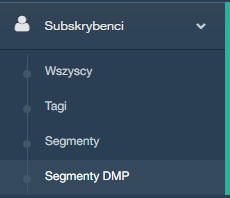 Subskrybenci
Wszyscy
Tagi
Segmenty
Segmenty DMP